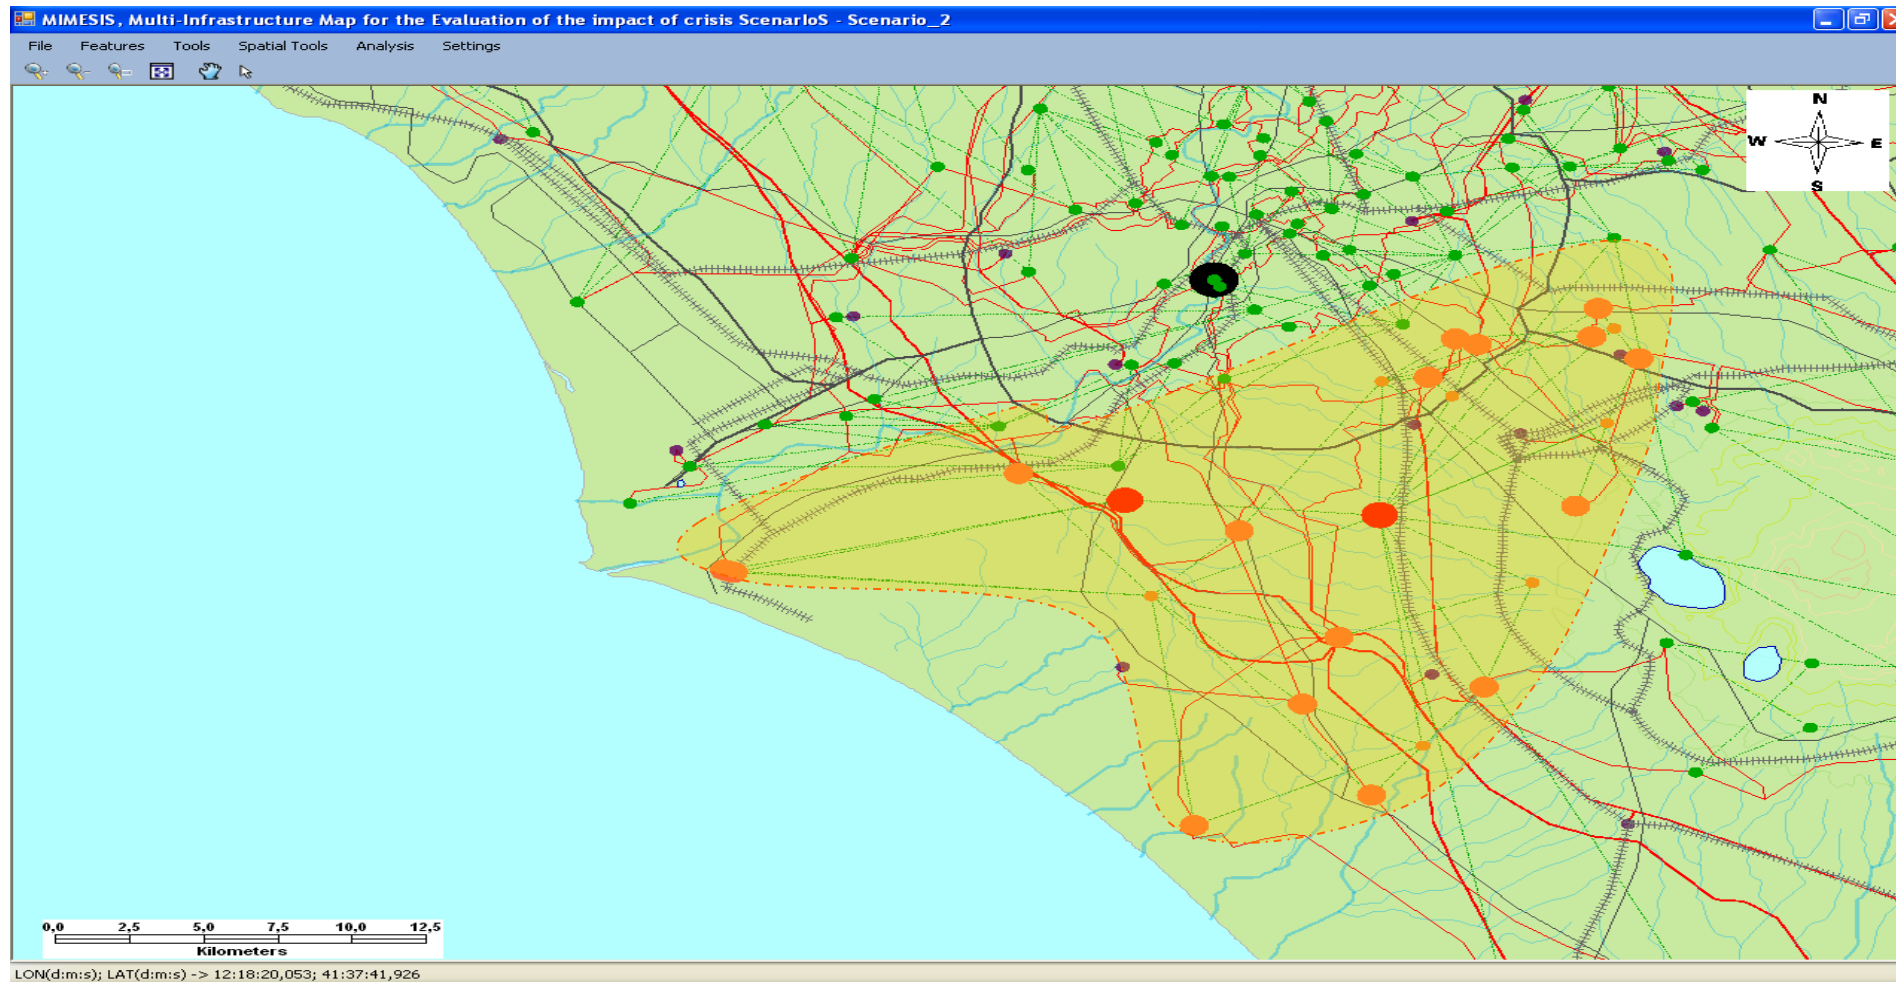 MIMESIS, Multi-Infrastructure Map for the Evaluation of the impact of crisis ScenarIoS - Scenario_2
File Features Tools Spatial Tools Analysis Settings
N
W E
S
0,0 2,5 5,0 7,5 10,0 12,5
Kilometers
LON(d:m:s); LAT(d:m:s) -> 12:18:20,053; 41:37:41,926